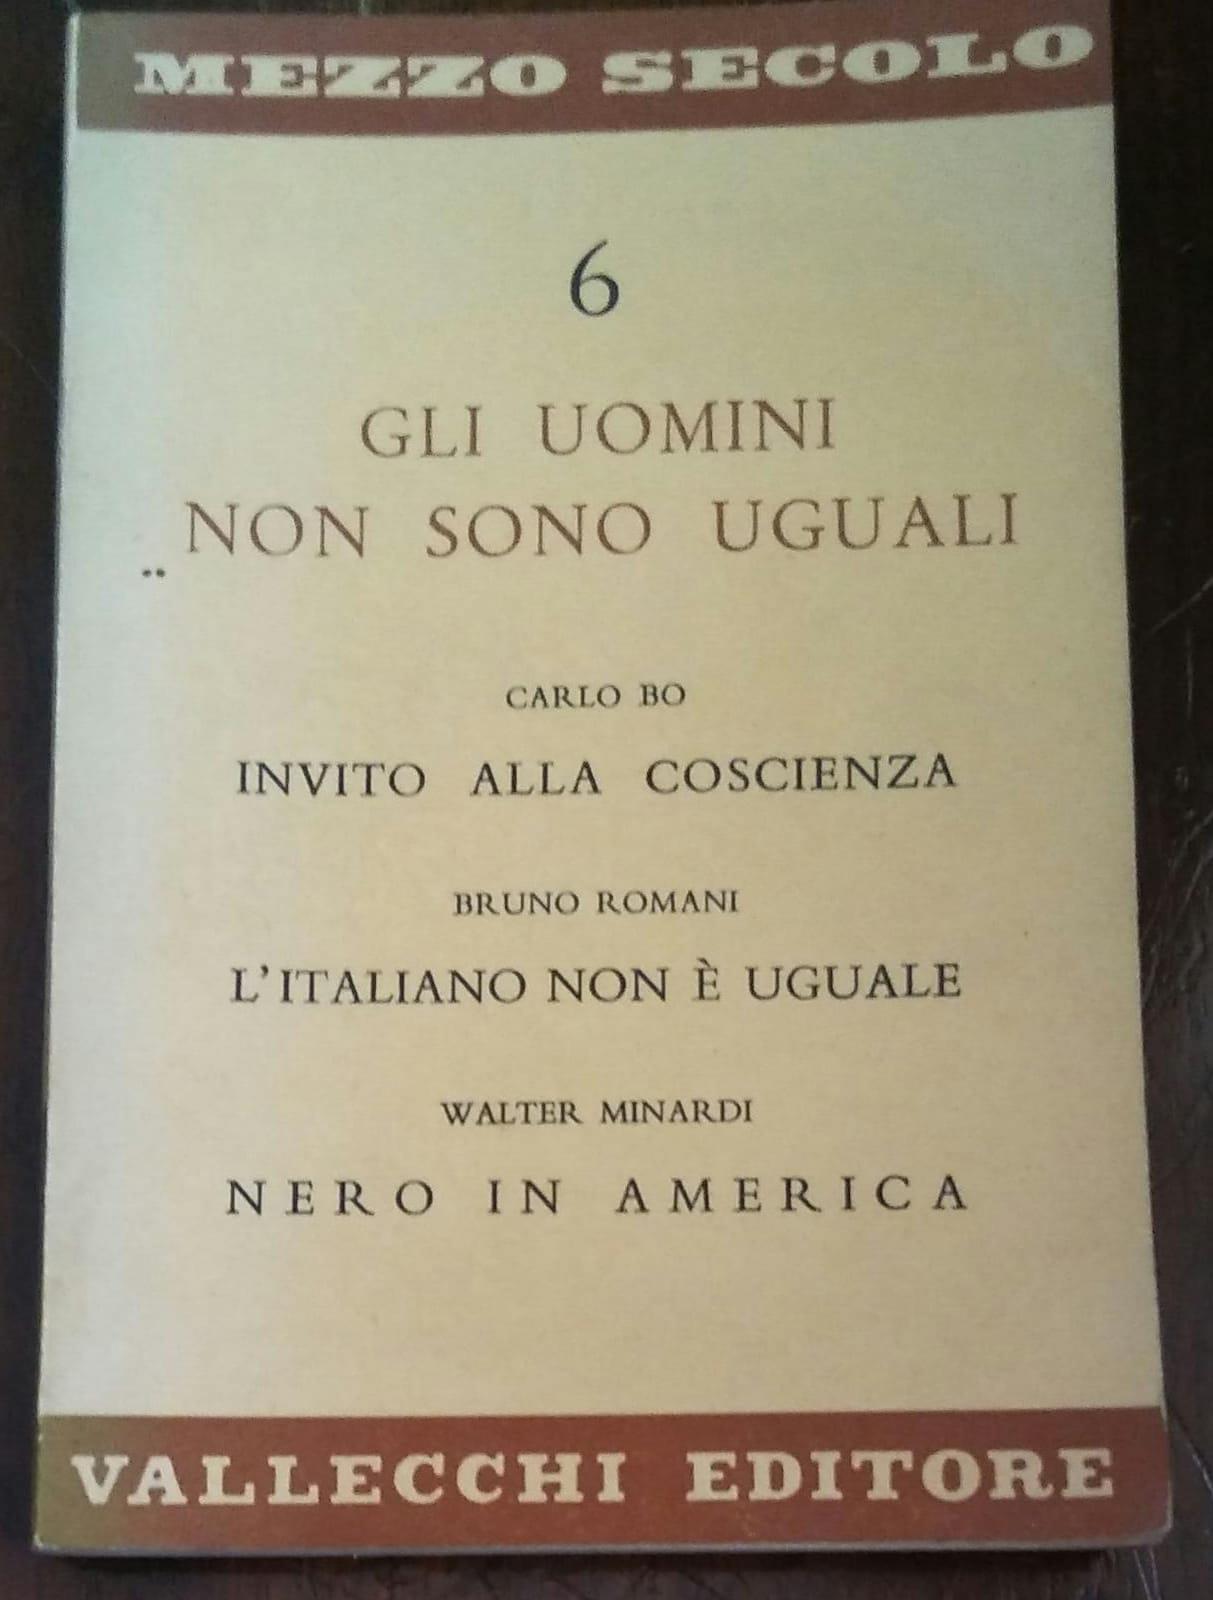 MEZZO SECOLO
6
GLI UOMINI
NON SONO UGUALI
CARLO BO
INVITO ALLA COSCIENZA
BRUNO ROMANI
L'ITALIANO NON È UGUALE
WALTER MINARDI
NERO IN AMERICA
VALLECCHI EDITORE